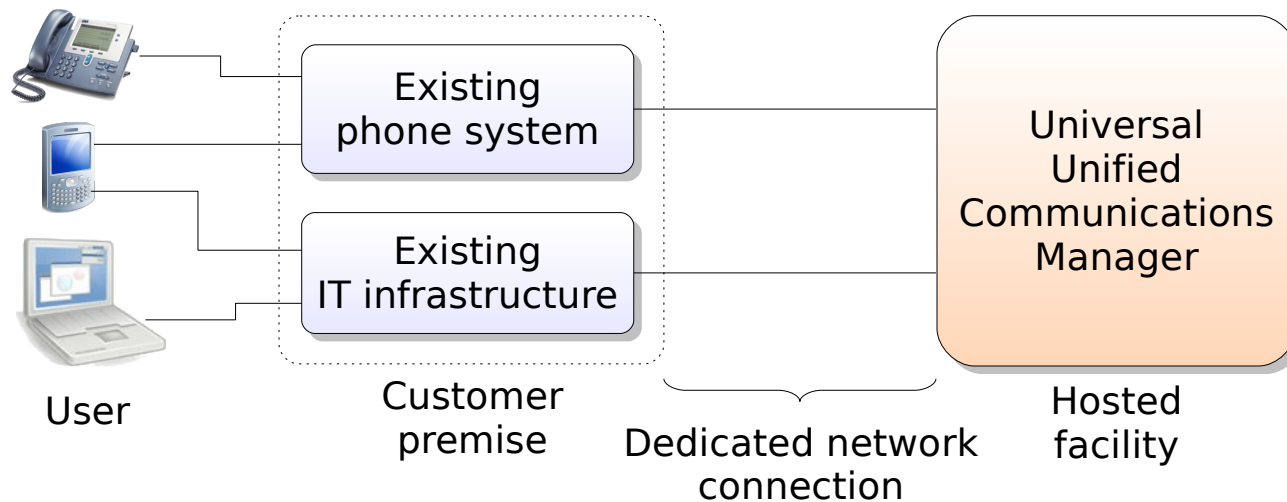 Existing
phone system
Existing
IT infrastructure
Universal
Unified
Communications
Manager
User
Customer
premise
Dedicated network
connection
Hosted
facility